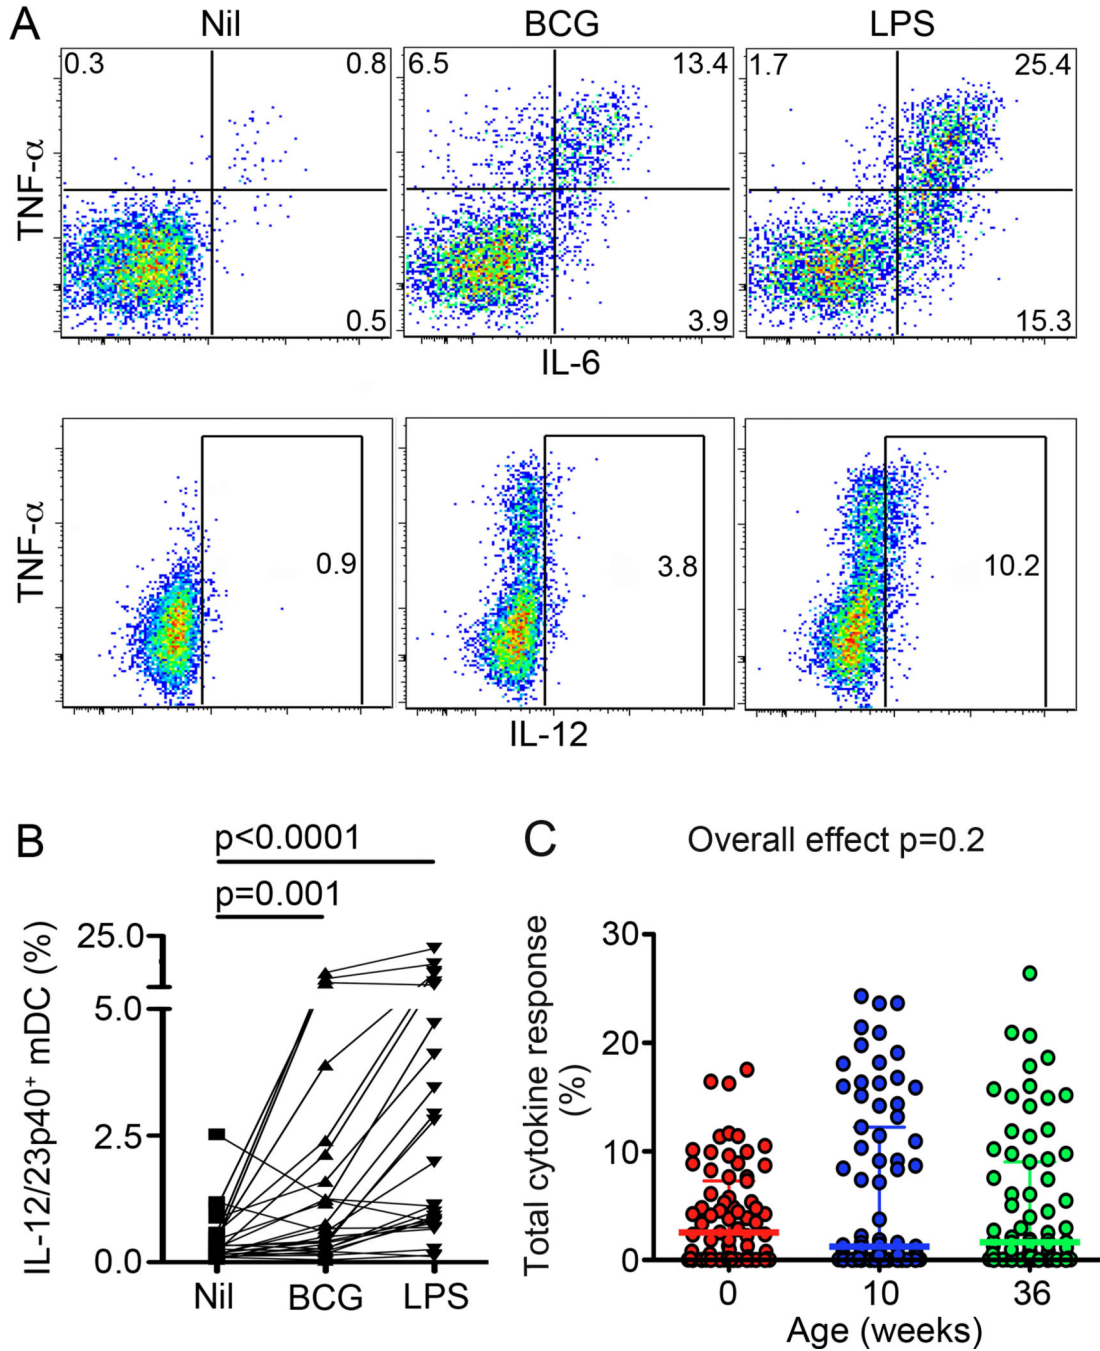 A
Nil
BCG
LPS
TNF-α
0.3
0.8
0.5
6.5
13.4
3.9
1.7
25.4
15.3
IL-6
TNF-α
0.9
3.8
10.2
IL-12
B
p<0.0001
p=0.001
IL-12/23p40⁺ mDC (%)
25.0
5.0
2.5
0.0
Nil
BCG
LPS
C
Overall effect p=0.2
Total cytokine response
(%)
30
20
10
0
0
10
36
Age (weeks)